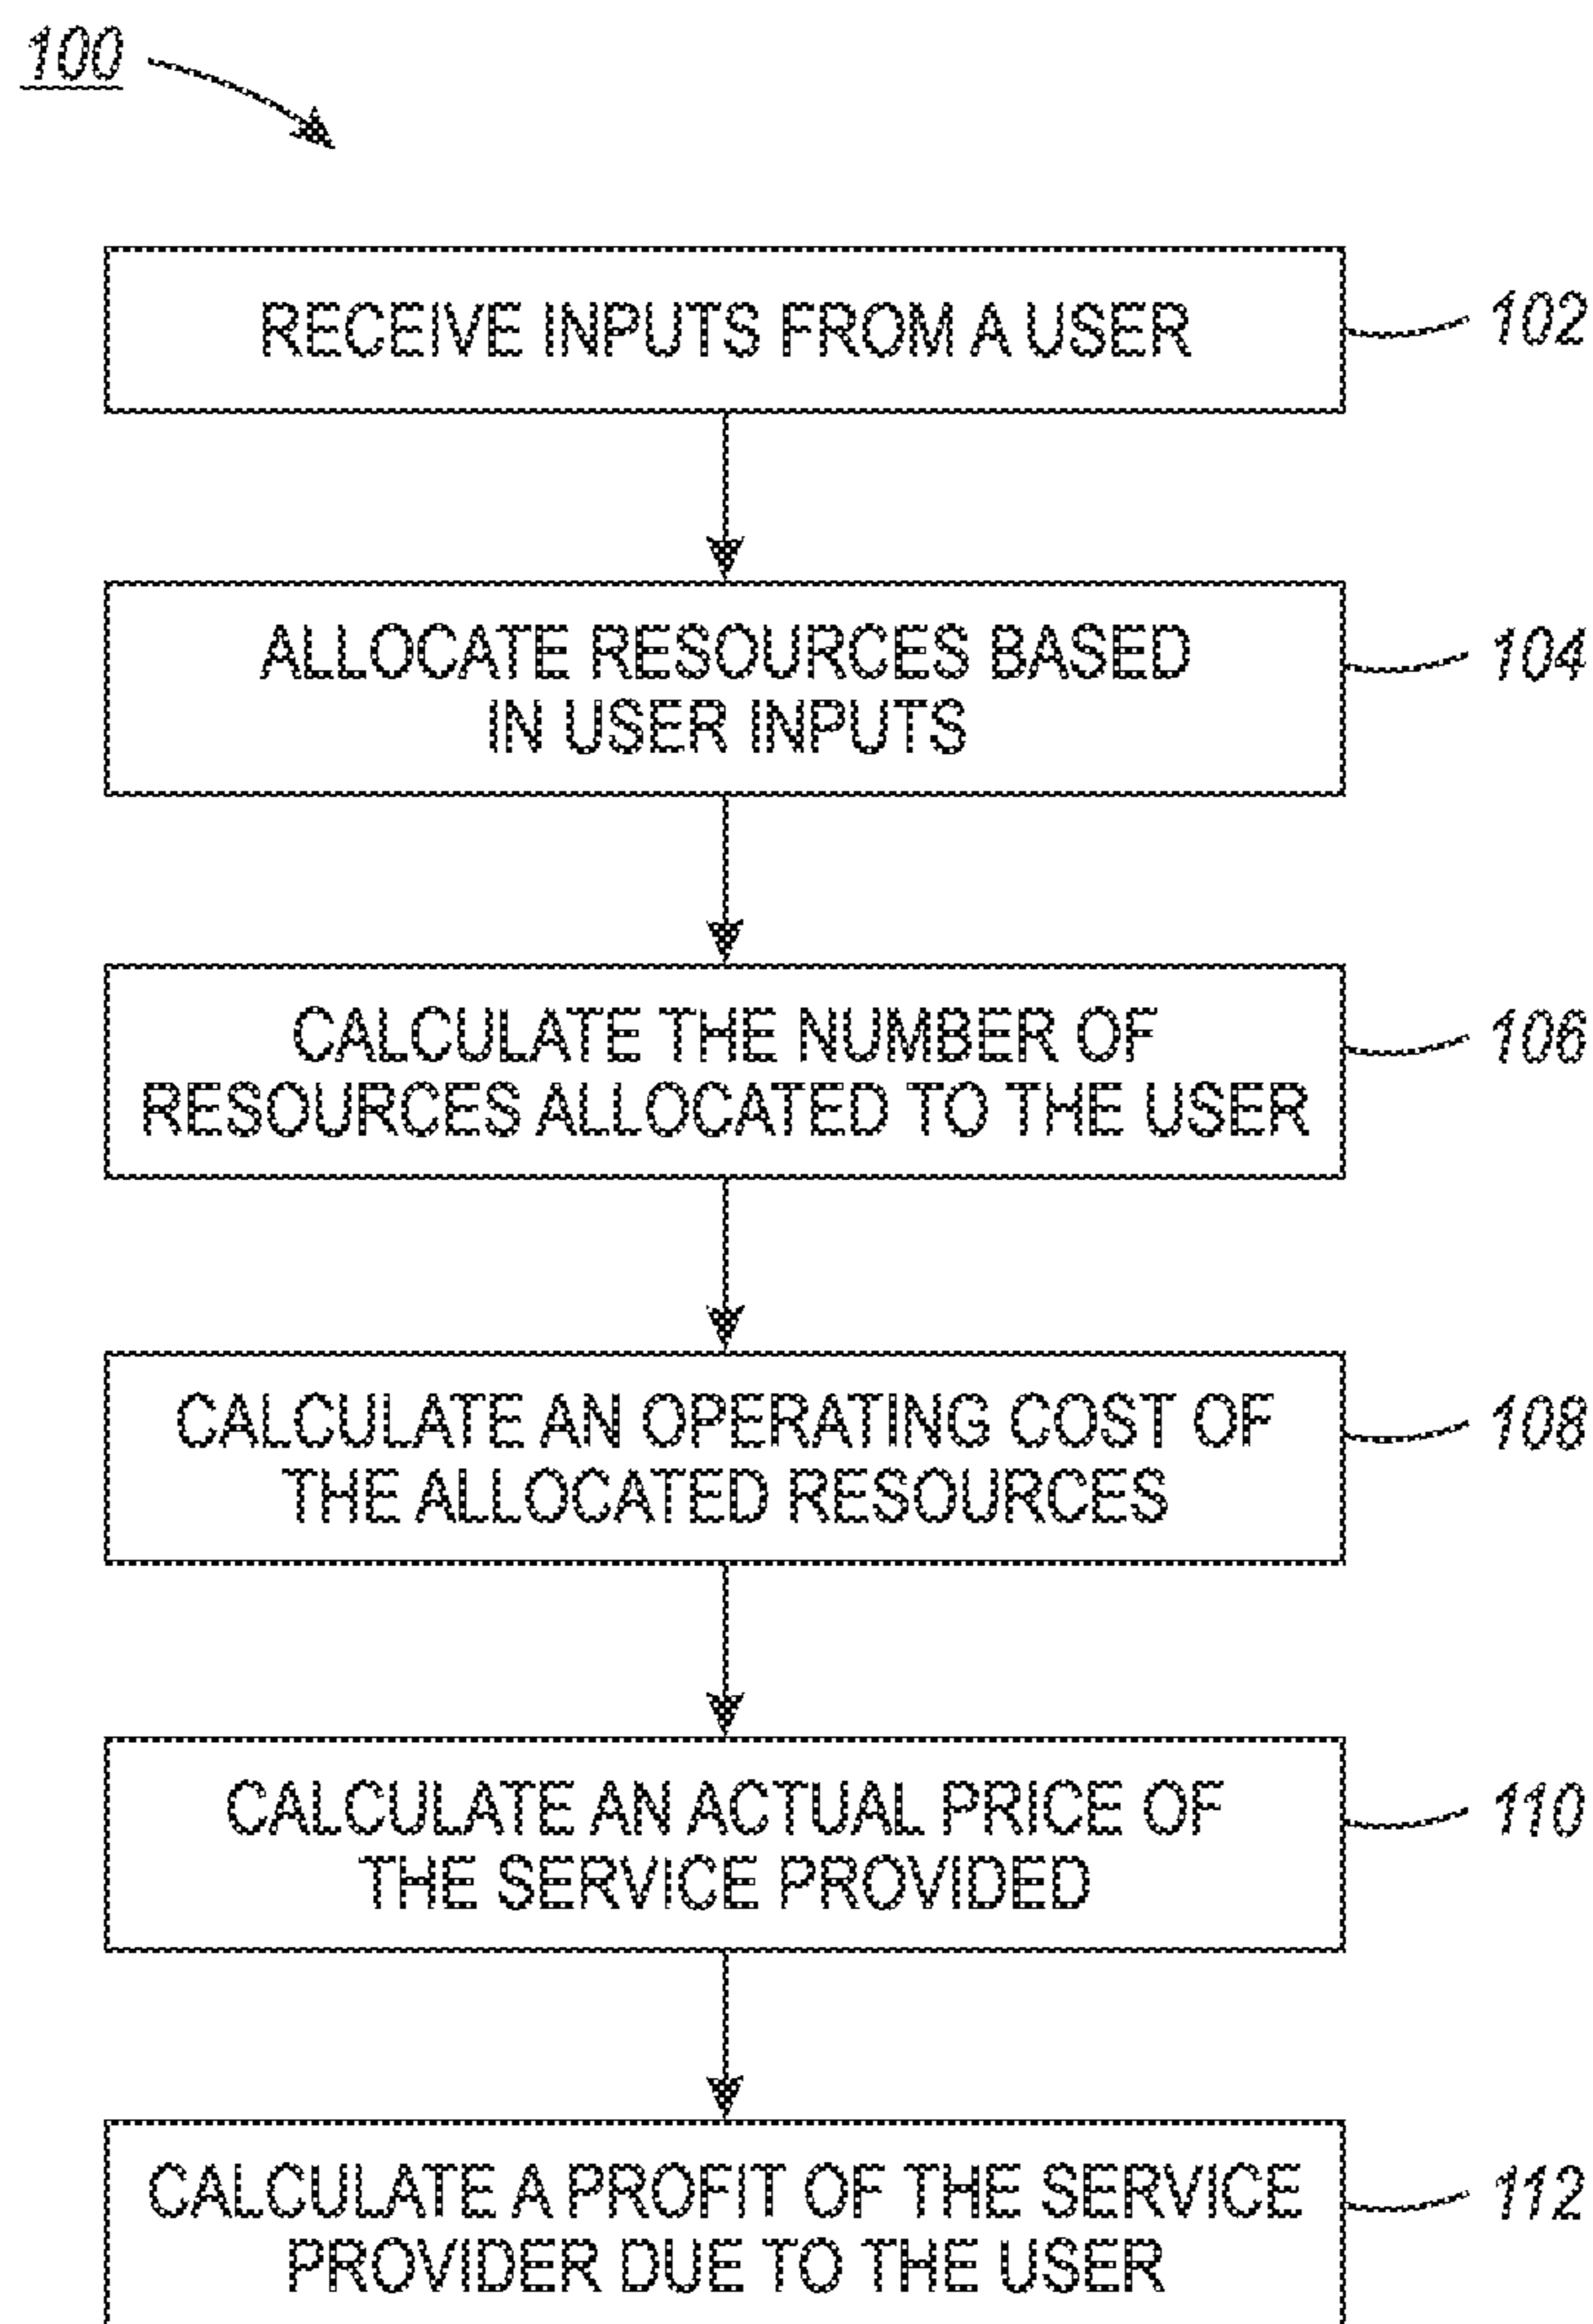 100
RECEIVE INPUTS FROM A USER
102
ALLOCATE RESOURCES BASED
IN USER INPUTS
104
CALCULATE THE NUMBER OF
RESOURCES ALLOCATED TO THE USER
106
CALCULATE AN OPERATING COST OF
THE ALLOCATED RESOURCES
108
CALCULATE AN ACTUAL PRICE OF
THE SERVICE PROVIDED
110
CALCULATE A PROFIT OF THE SERVICE
PROVIDER DUE TO THE USER
112